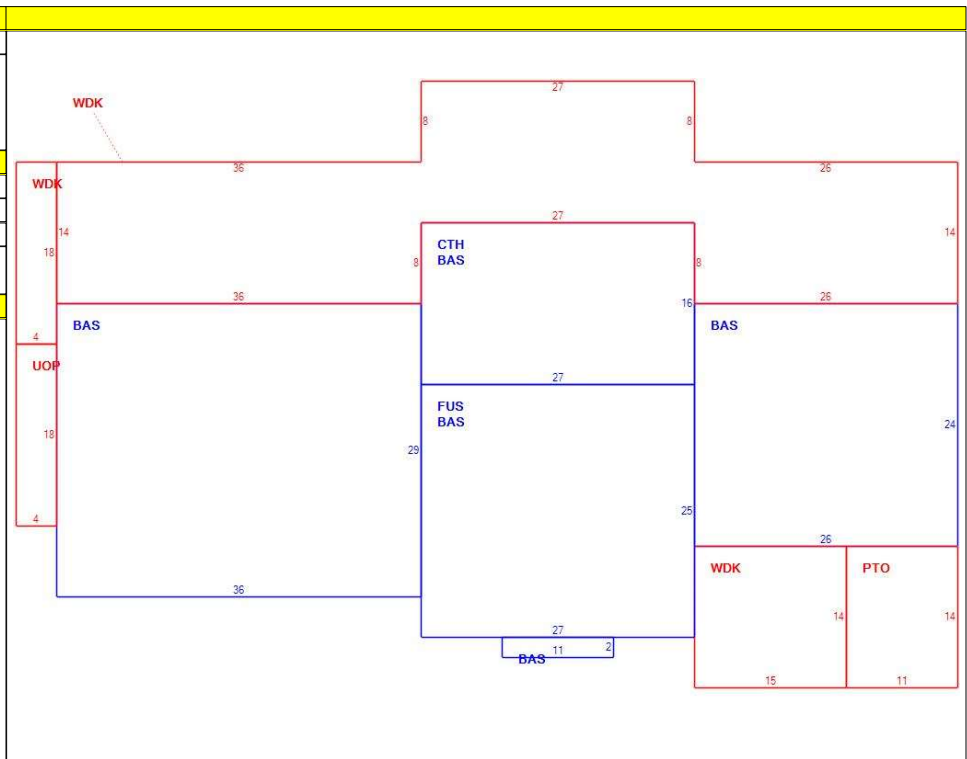 27
WDK
8 8
36 26
WDK
27
14 14
CTH
18 BAS
8 8
36 16 26
BAS BAS
4
UOP
27
FUS
BAS
24
18 29
25
4
26
WDK PTO
36
14 14
27
11 2
BAS
15 11